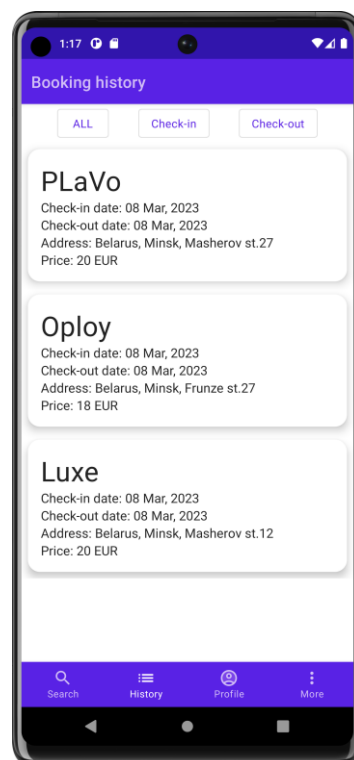 1:17
Booking history
ALL Check-in Check-out
PLaVo
Check-in date: 08 Mar, 2023
Check-out date: 08 Mar, 2023
Address: Belarus, Minsk, Masherov st.27
Price: 20 EUR
Oploy
Check-in date: 08 Mar, 2023
Check-out date: 08 Mar, 2023
Address: Belarus, Minsk, Frunze st.27
Price: 18 EUR
Luxe
Check-in date: 08 Mar, 2023
Check-out date: 08 Mar, 2023
Address: Belarus, Minsk, Masherov st.12
Price: 20 EUR
Search History Profile More